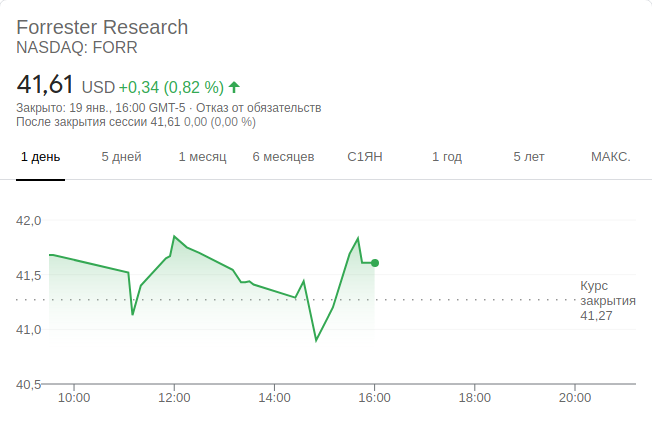 Forrester Research
NASDAQ: FORR
41,61 USD +0,34 (0,82 %)
Закрыто: 19 янв., 16:00 GMT-5 · Отказ от обязательств
После закрытия сессии 41,61 0,00 (0,00 %)
1 день 5 дней 1 месяц 6 месяцев С1ЯН 1 год 5 лет МАКС.
42,0
41,5
Курс
закрытия
41,27
41,0
40,5
10:00 12:00 14:00 16:00 18:00 20:00